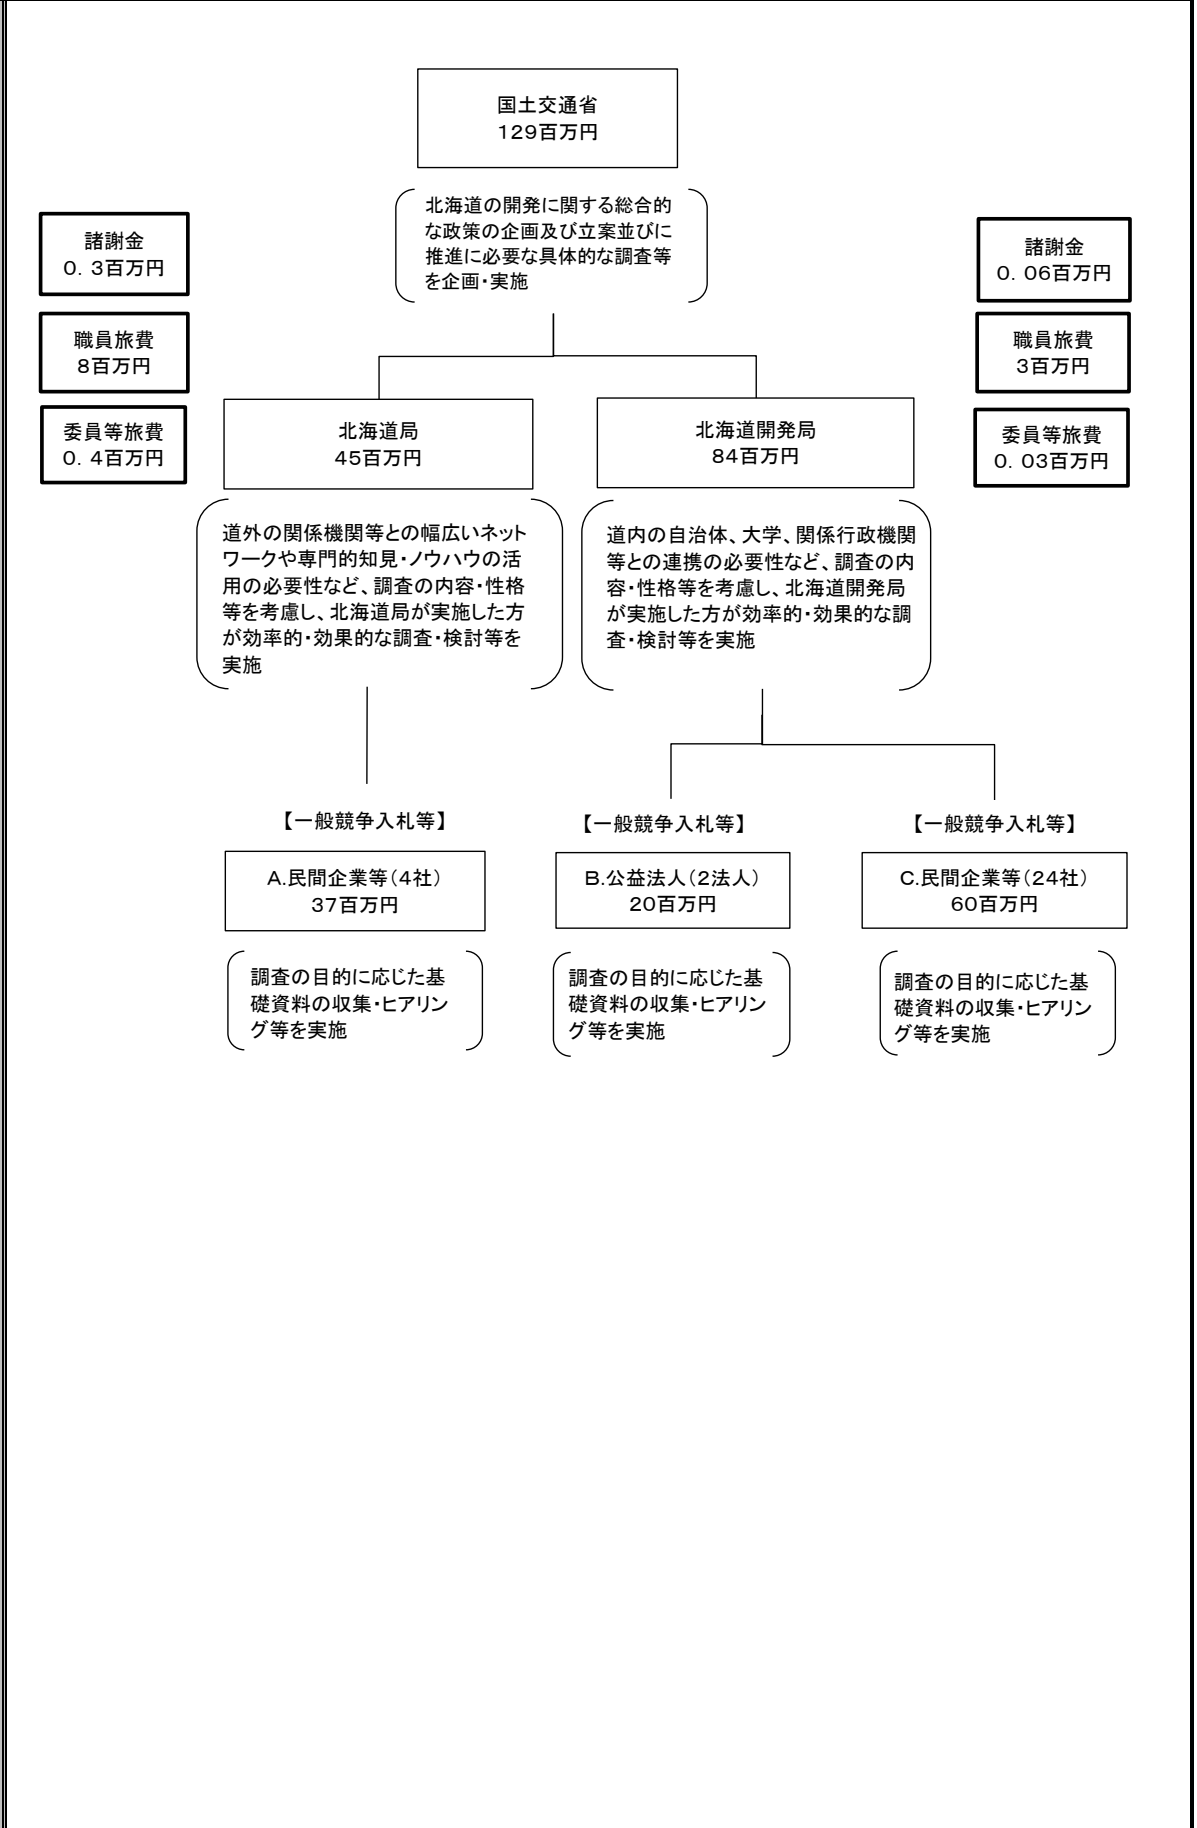 国土交通省
129百万円
北海道の開発に関する総合的
な政策の企画及び立案並びに
推進に必要な具体的な調査等
を企画・実施
諸謝金
0.3百万円
職員旅費
8百万円
委員等旅費
0.4百万円
諸謝金
0.06百万円
職員旅費
3百万円
委員等旅費
0.03百万円
北海道局
45百万円
北海道開発局
84百万円
道外の関係機関等との幅広いネット
ワークや専門的知見・ノウハウの活
用の必要性など、調査の内容・性格
等を考慮し、北海道局が実施した方
が効率的・効果的な調査・検討等を
実施
道内の自治体、大学、関係行政機関
等との連携の必要性など、調査の内
容・性格等を考慮し、北海道開発局
が実施した方が効率的・効果的な調
査・検討等を実施
【一般競争入札等】
【一般競争入札等】
【一般競争入札等】
A.民間企業等(4社)
37百万円
B.公益法人(2法人)
20百万円
C.民間企業等(24社)
60百万円
調査の目的に応じた基
礎資料の収集・ヒアリン
グ等を実施
調査の目的に応じた基
礎資料の収集・ヒアリン
グ等を実施
調査の目的に応じた基
礎資料の収集・ヒアリン
グ等を実施